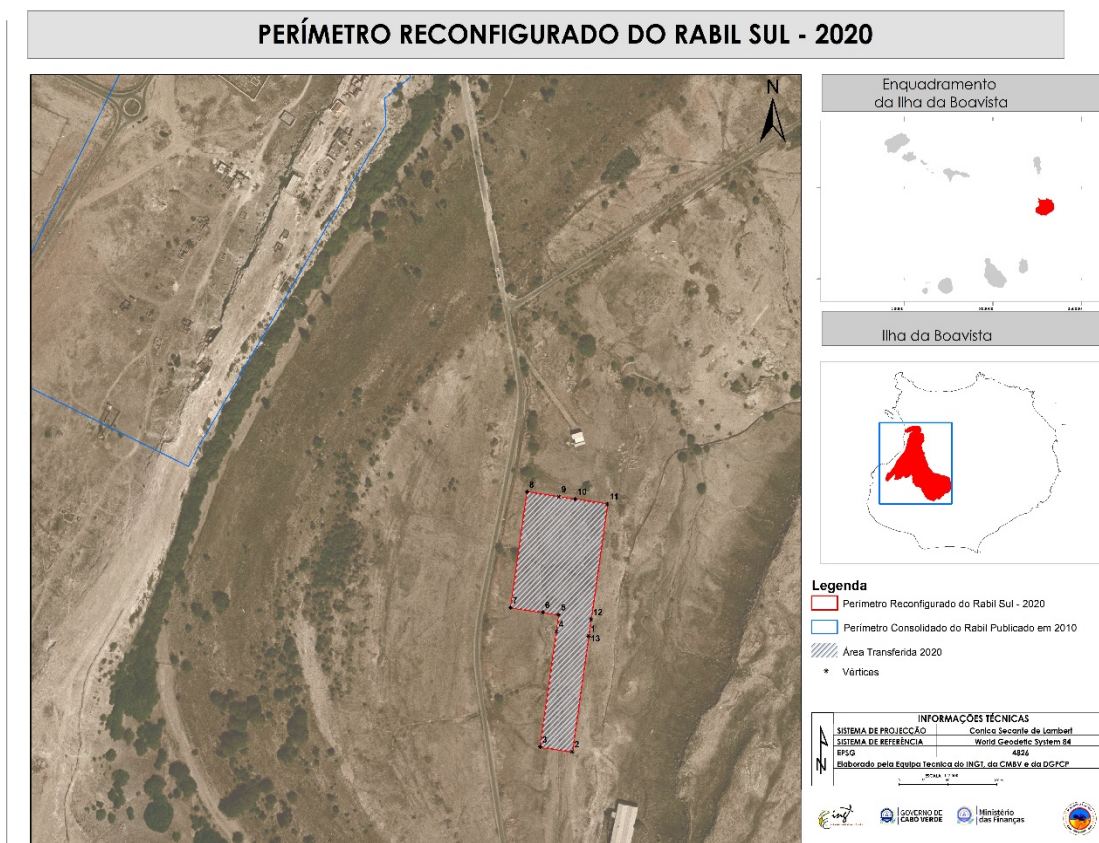 PERÍMETRO RECONFIGURADO DO RABIL SUL - 2020
N
8
9
10
11
7
6
5
4
12
1
13
3
2
Enquadramento
da Ilha da Boavista
Ilha da Boavista
Legenda
Perímetro Reconfigurado do Rabil Sul - 2020
Perímetro Consolidado do Rabil Publicado em 2010
Área Transferida 2020
Vértices
N
INFORMAÇÕES TÉCNICAS
SISTEMA DE PROJECÇÃO Conica Secante de Lambert
SISTEMA DE REFERÊNCIA World Geodetic System 84
EPSG 4826
Elaborado pela Equipa Tecnica do INGT, da CMBV e da DGPCP
ingt
GOVERNO DE
CABO VERDE
Ministério
das Finanças